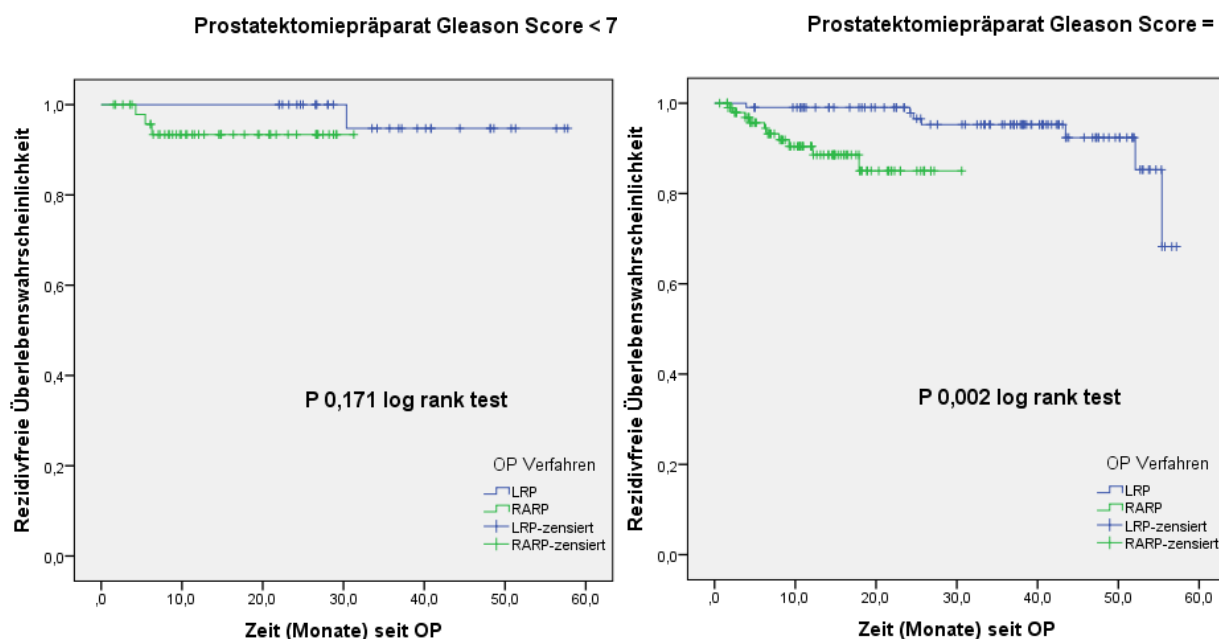 Prostatektomiepräparat Gleason Score < 7
Rezidivfreie Überlebenswahrscheinlichkeit
1,0
0,8
0,6
0,4
0,2
0,0
P 0,171 log rank test
OP Verfahren
LRP
RARP
LRP-zensiert
RARP-zensiert
,0
10,0
20,0
30,0
40,0
50,0
60,0
Zeit (Monate) seit OP
Prostatektomiepräparat Gleason Score =
Rezidivfreie Überlebenswahrscheinlichkeit
1,0
0,8
0,6
0,4
0,2
0,0
P 0,002 log rank test
OP Verfahren
LRP
RARP
LRP-zensiert
RARP-zensiert
,0
10,0
20,0
30,0
40,0
50,0
60,0
Zeit (Monate) seit OP